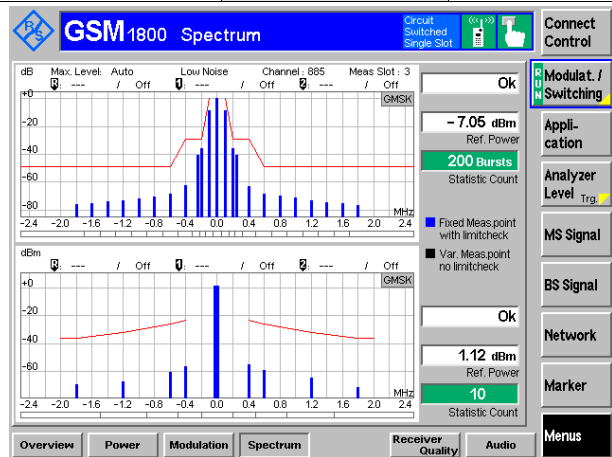 R/S
GSM 1800 Spectrum
Circuit Switched Single Slot
Connect Control
dB Max. Level: Auto Low Noise Channel : 885 Meas Slot : 3
R: --- / Off 1: --- / Off 2: --- / Off
GMSK
+0
-20
-40
-60
-80
MHz
-2.4 -2.0 -1.6 -1.2 -0.8 -0.4 0.0 0.4 0.8 1.2 1.6 2.0 2.4
Ok
-7.05 dBm
Ref. Power
200 Bursts
Statistic Count
Fixed Meas.point
with limitcheck
Var. Meas.point
no limitcheck
dBm
R: --- / Off 1: --- / Off 2: --- / Off
GMSK
+0
-20
-40
-60
MHz
-2.4 -2.0 -1.6 -1.2 -0.8 -0.4 0.0 0.4 0.8 1.2 1.6 2.4
Ok
1.12 dBm
Ref. Power
10
Statistic Count
RUN
Modulat. / Switching
Appli-
cation
Analyzer
Level Trg.
MS Signal
BS Signal
Network
Marker
Menus
Overview Power Modulation Spectrum Receiver Quality Audio